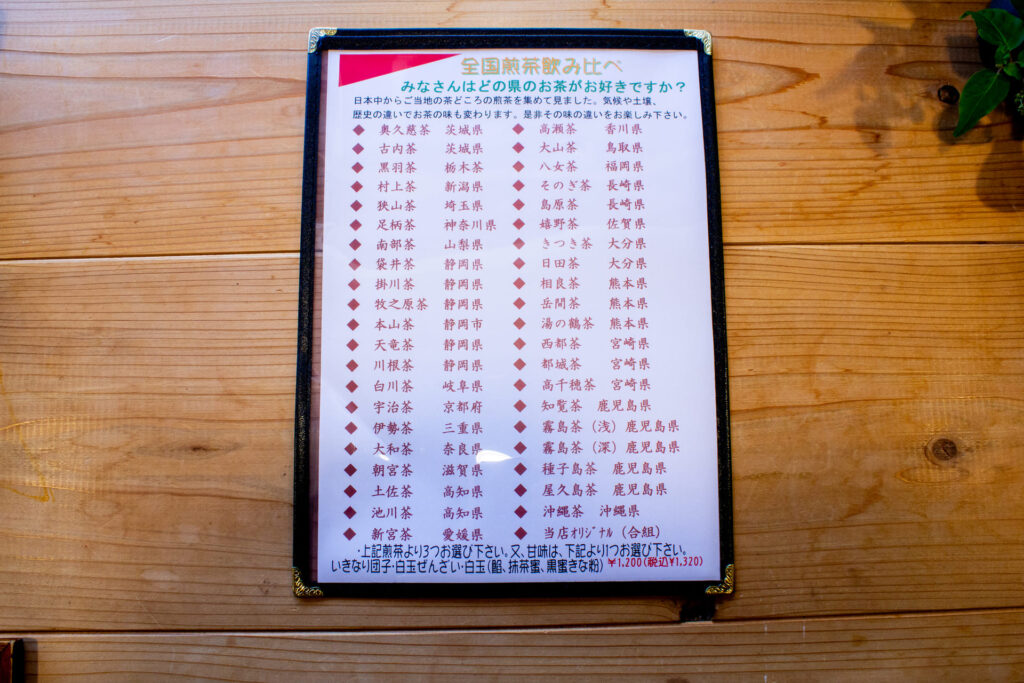 全国煎茶飲み比べ
みなさんはどの県のお茶がお好きですか？
日本中からご当地の茶どころの煎茶を集めて見ました。気候や土壌、
歴史の違いでお茶の味も変わります。是非その味の違いをお楽しみ下さい。
◆ 奥久慈茶 茨城県
◆ 古内茶 茨城県
◆ 黒羽茶 栃木茶
◆ 村上茶 新潟県
◆ 狭山茶 埼玉県
◆ 足柄茶 神奈川県
◆ 南部茶 山梨県
◆ 袋井茶 静岡県
◆ 掛川茶 静岡県
◆ 牧之原茶 静岡県
◆ 本山茶 静岡市
◆ 天竜茶 静岡県
◆ 川根茶 静岡県
◆ 白川茶 岐阜県
◆ 宇治茶 京都府
◆ 伊勢茶 三重県
◆ 大和茶 奈良県
◆ 朝宮茶 滋賀県
◆ 土佐茶 高知県
◆ 池川茶 高知県
◆ 新宮茶 愛媛県
◆ 高瀬茶 香川県
◆ 大山茶 鳥取県
◆ 八女茶 福岡県
◆ そのぎ茶 長崎県
◆ 島原茶 長崎県
◆ 嬉野茶 佐賀県
◆ きつき茶 大分県
◆ 日田茶 大分県
◆ 相良茶 熊本県
◆ 岳間茶 熊本県
◆ 湯の鶴茶 熊本県
◆ 西都茶 宮崎県
◆ 都城茶 宮崎県
◆ 高千穂茶 宮崎県
◆ 知覧茶 鹿児島県
◆ 霧島茶（浅）鹿児島県
◆ 霧島茶（深）鹿児島県
◆ 種子島茶 鹿児島県
◆ 屋久島茶 鹿児島県
◆ 沖縄茶 沖縄県
◆ 当店ｵﾘｼﾞﾅﾙ（合組）
・上記煎茶より3つお選び下さい。又、甘味は、下記より1つお選び下さい。
いきなり団子・白玉ぜんざい・白玉（餡、抹茶蜜、黒蜜きな粉）￥1,200（税込￥1,320）